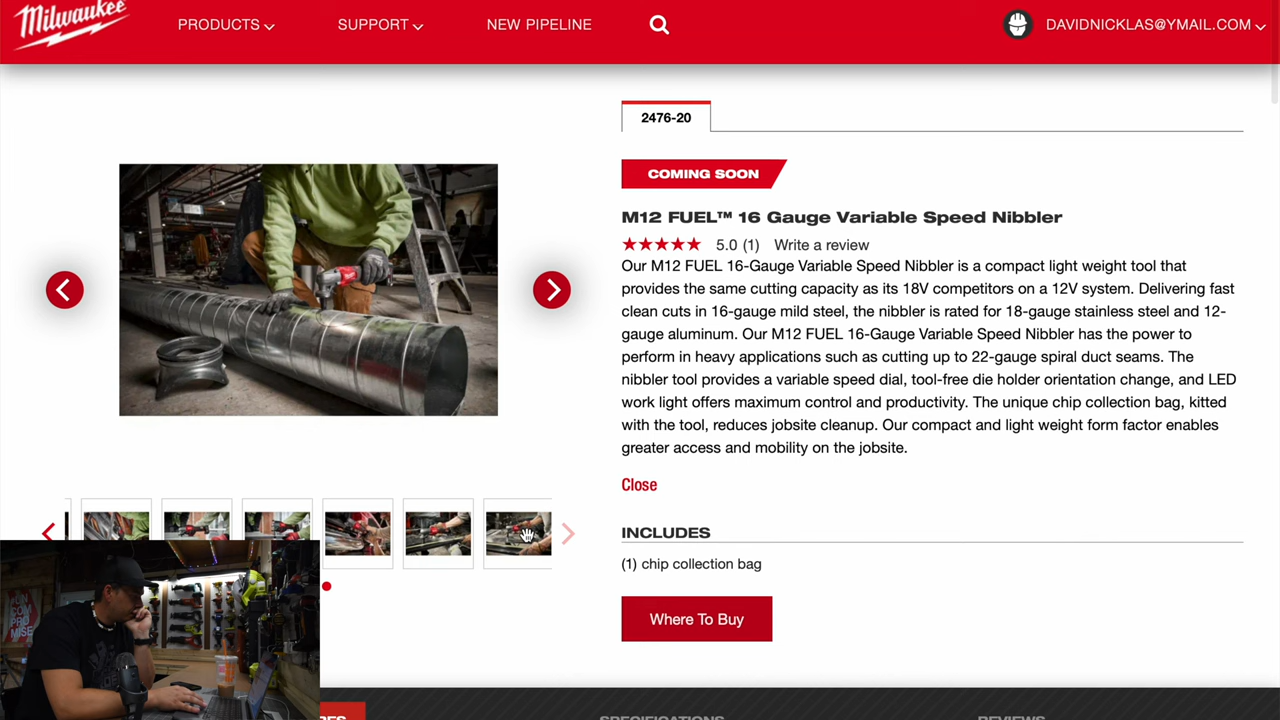 Milwaukee
PRODUCTS
SUPPORT
NEW PIPELINE
DAVIDNICKLAS@YMAIL.COM
2476-20
COMING SOON
M12 FUEL™ 16 Gauge Variable Speed Nibbler
5.0 (1) Write a review
Our M12 FUEL 16-Gauge Variable Speed Nibbler is a compact light weight tool that
provides the same cutting capacity as its 18V competitors on a 12V system. Delivering fast
clean cuts in 16-gauge mild steel, the nibbler is rated for 18-gauge stainless steel and 12-
gauge aluminum. Our M12 FUEL 16-Gauge Variable Speed Nibbler has the power to
perform in heavy applications such as cutting up to 22-gauge spiral duct seams. The
nibbler tool provides a variable speed dial, tool-free die holder orientation change, and LED
work light offers maximum control and productivity. The unique chip collection bag, kitted
with the tool, reduces jobsite cleanup. Our compact and light weight form factor enables
greater access and mobility on the jobsite.
Close
INCLUDES
(1) chip collection bag
Where To Buy
SPECIFICATIONS
REVIEWS